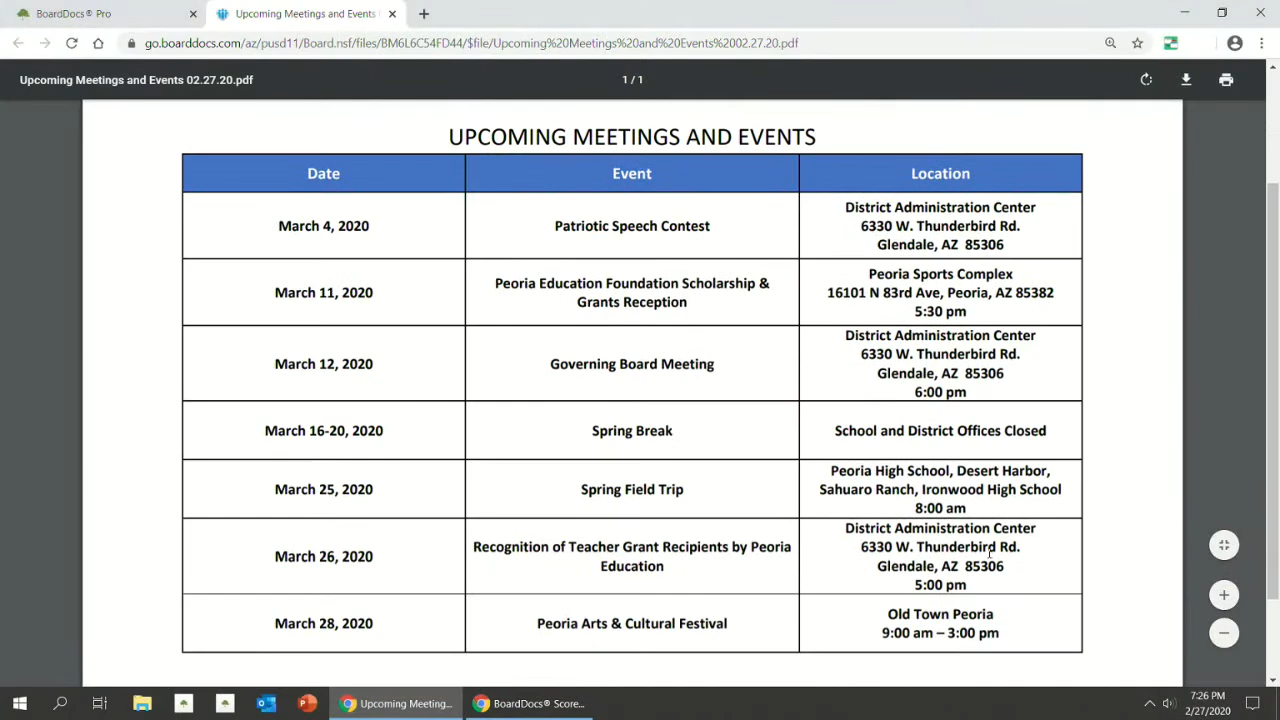 BoardDocs® Pro
Upcoming Meetings and Events
go.boarddocs.com/az/pusd11/Board.nsf/files/BM6L6C54FD44/$file/Upcoming%20Meetings%20and%20Events%2002.27.20.pdf
Upcoming Meetings and Events 02.27.20.pdf
1 / 1
UPCOMING MEETINGS AND EVENTS
Date
Event
Location
March 4, 2020
Patriotic Speech Contest
District Administration Center
6330 W. Thunderbird Rd.
Glendale, AZ 85306
March 11, 2020
Peoria Education Foundation Scholarship &
Grants Reception
Peoria Sports Complex
16101 N 83rd Ave, Peoria, AZ 85382
5:30 pm
March 12, 2020
Governing Board Meeting
District Administration Center
6330 W. Thunderbird Rd.
Glendale, AZ 85306
6:00 pm
March 16-20, 2020
Spring Break
School and District Offices Closed
March 25, 2020
Spring Field Trip
Peoria High School, Desert Harbor,
Sahuaro Ranch, Ironwood High School
8:00 am
March 26, 2020
Recognition of Teacher Grant Recipients by Peoria
Education
District Administration Center
6330 W. Thunderbird Rd.
Glendale, AZ 85306
5:00 pm
March 28, 2020
Peoria Arts & Cultural Festival
Old Town Peoria
9:00 am – 3:00 pm
Upcoming Meeting...
BoardDocs® Score...
7:26 PM
2/27/2020